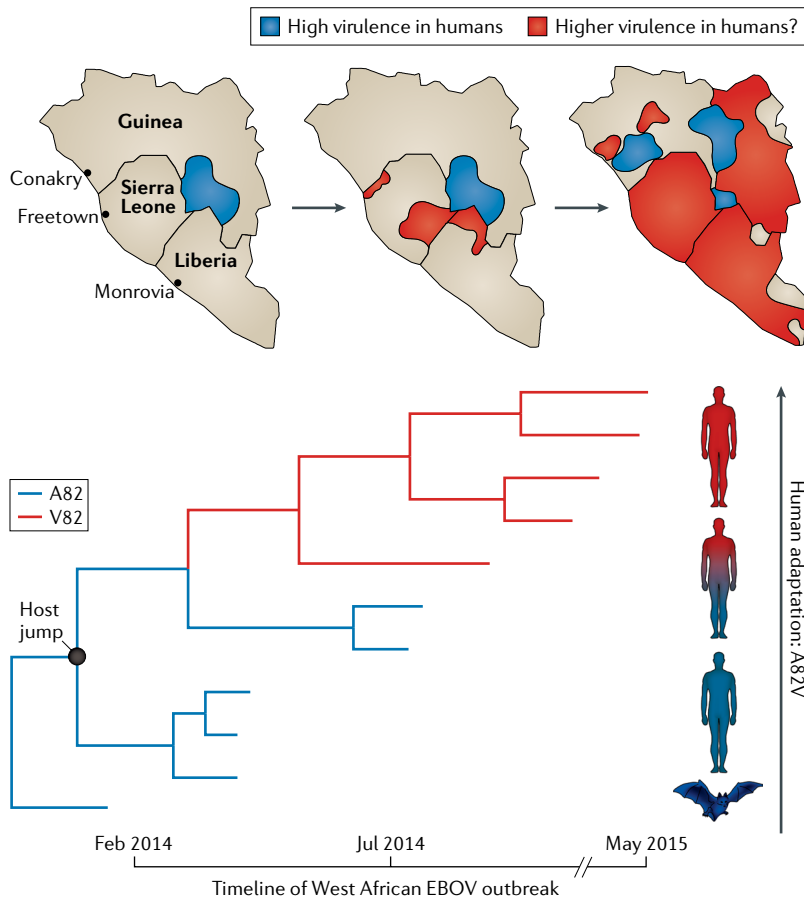 High virulence in humans
Higher virulence in humans?
Guinea
Conakry
Sierra
Leone
Freetown
Liberia
Monrovia
A82
V82
Host
jump
Human adaptation: A82V
Feb 2014
Jul 2014
May 2015
Timeline of West African EBOV outbreak